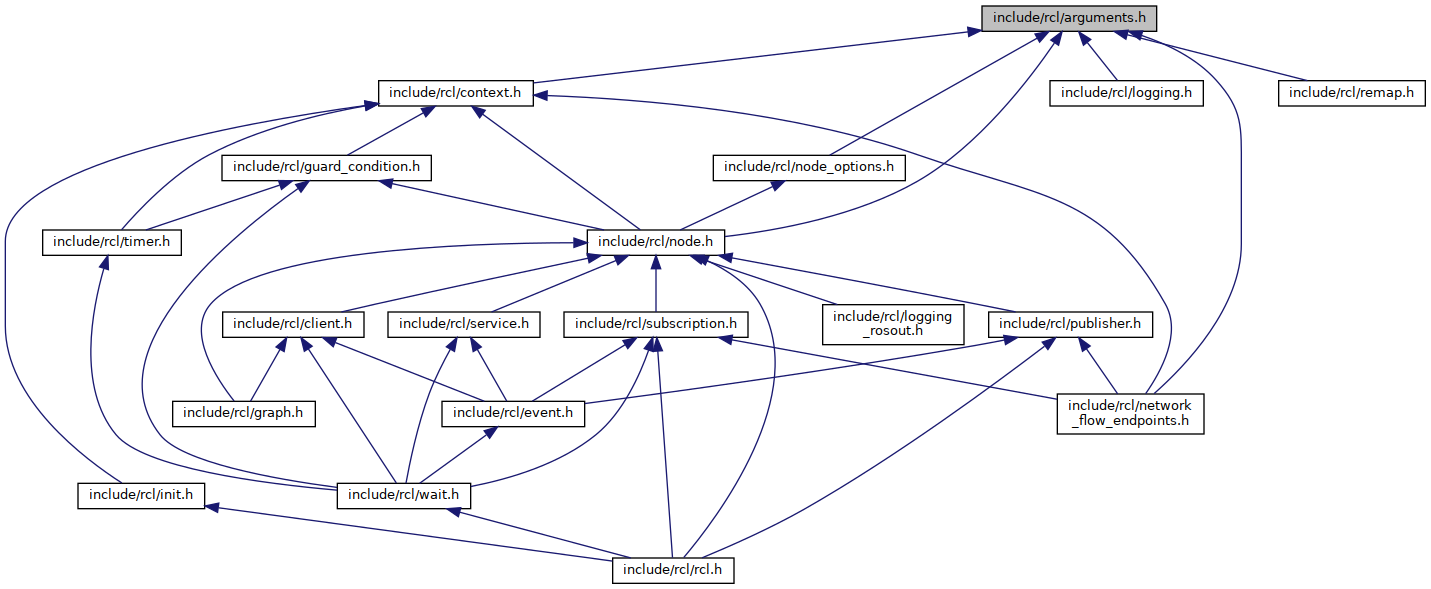 include/rcl/arguments.h
include/rcl/context.h
include/rcl/logging.h
include/rcl/remap.h
include/rcl/guard_condition.h
include/rcl/node_options.h
include/rcl/timer.h
include/rcl/node.h
include/rcl/client.h
include/rcl/service.h
include/rcl/subscription.h
include/rcl/logging
_rosout.h
include/rcl/publisher.h
include/rcl/graph.h
include/rcl/event.h
include/rcl/network
_flow_endpoints.h
include/rcl/init.h
include/rcl/wait.h
include/rcl/rcl.h